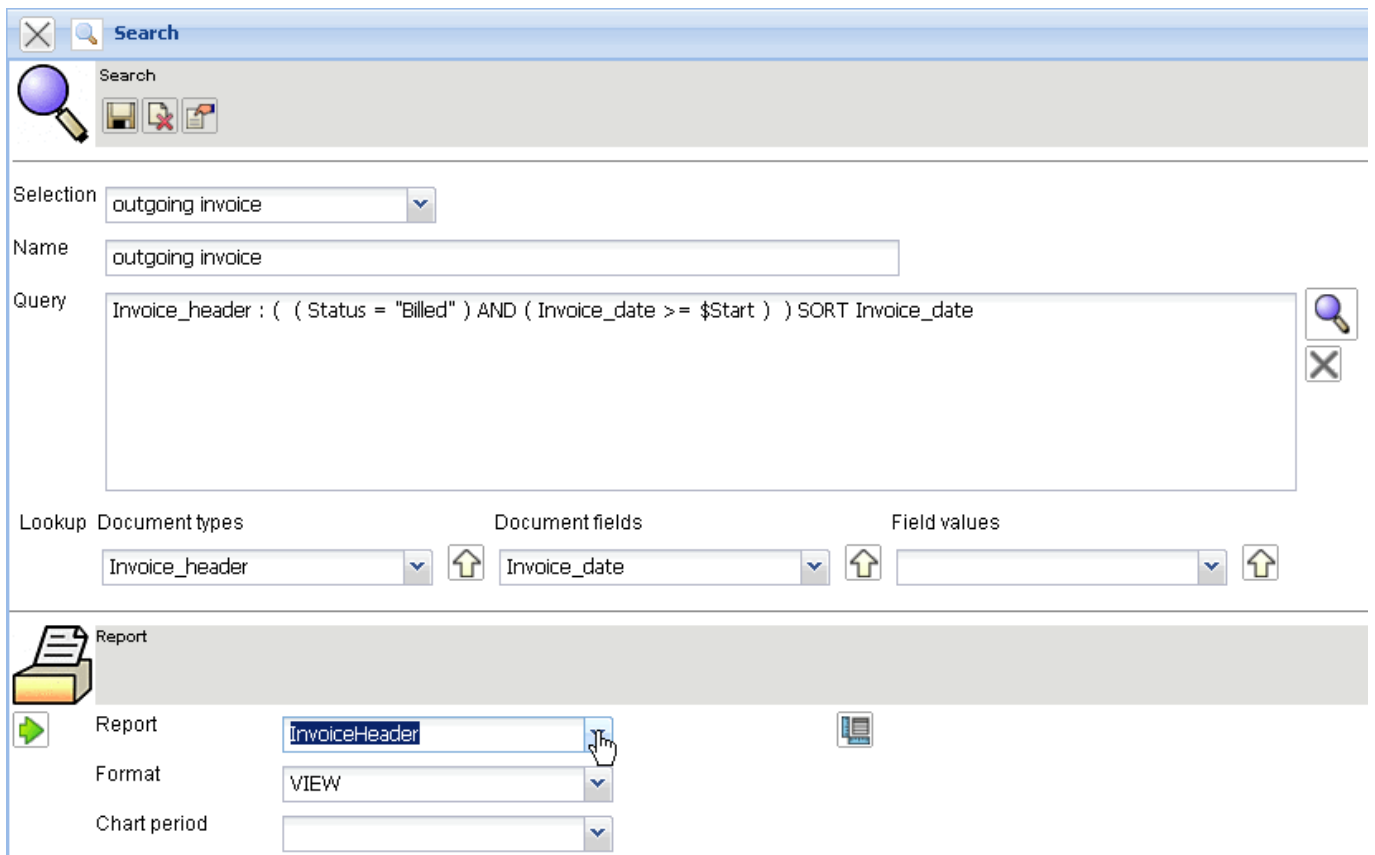 Search
Search
Selection outgoing invoice
Name outgoing invoice
Query Invoice_header : (  ( Status = "Billed" ) AND ( Invoice_date >= $Start )  ) SORT Invoice_date
Lookup Document types Document fields Field values
Invoice_header Invoice_date
Report
Report InvoiceHeader
Format VIEW
Chart period